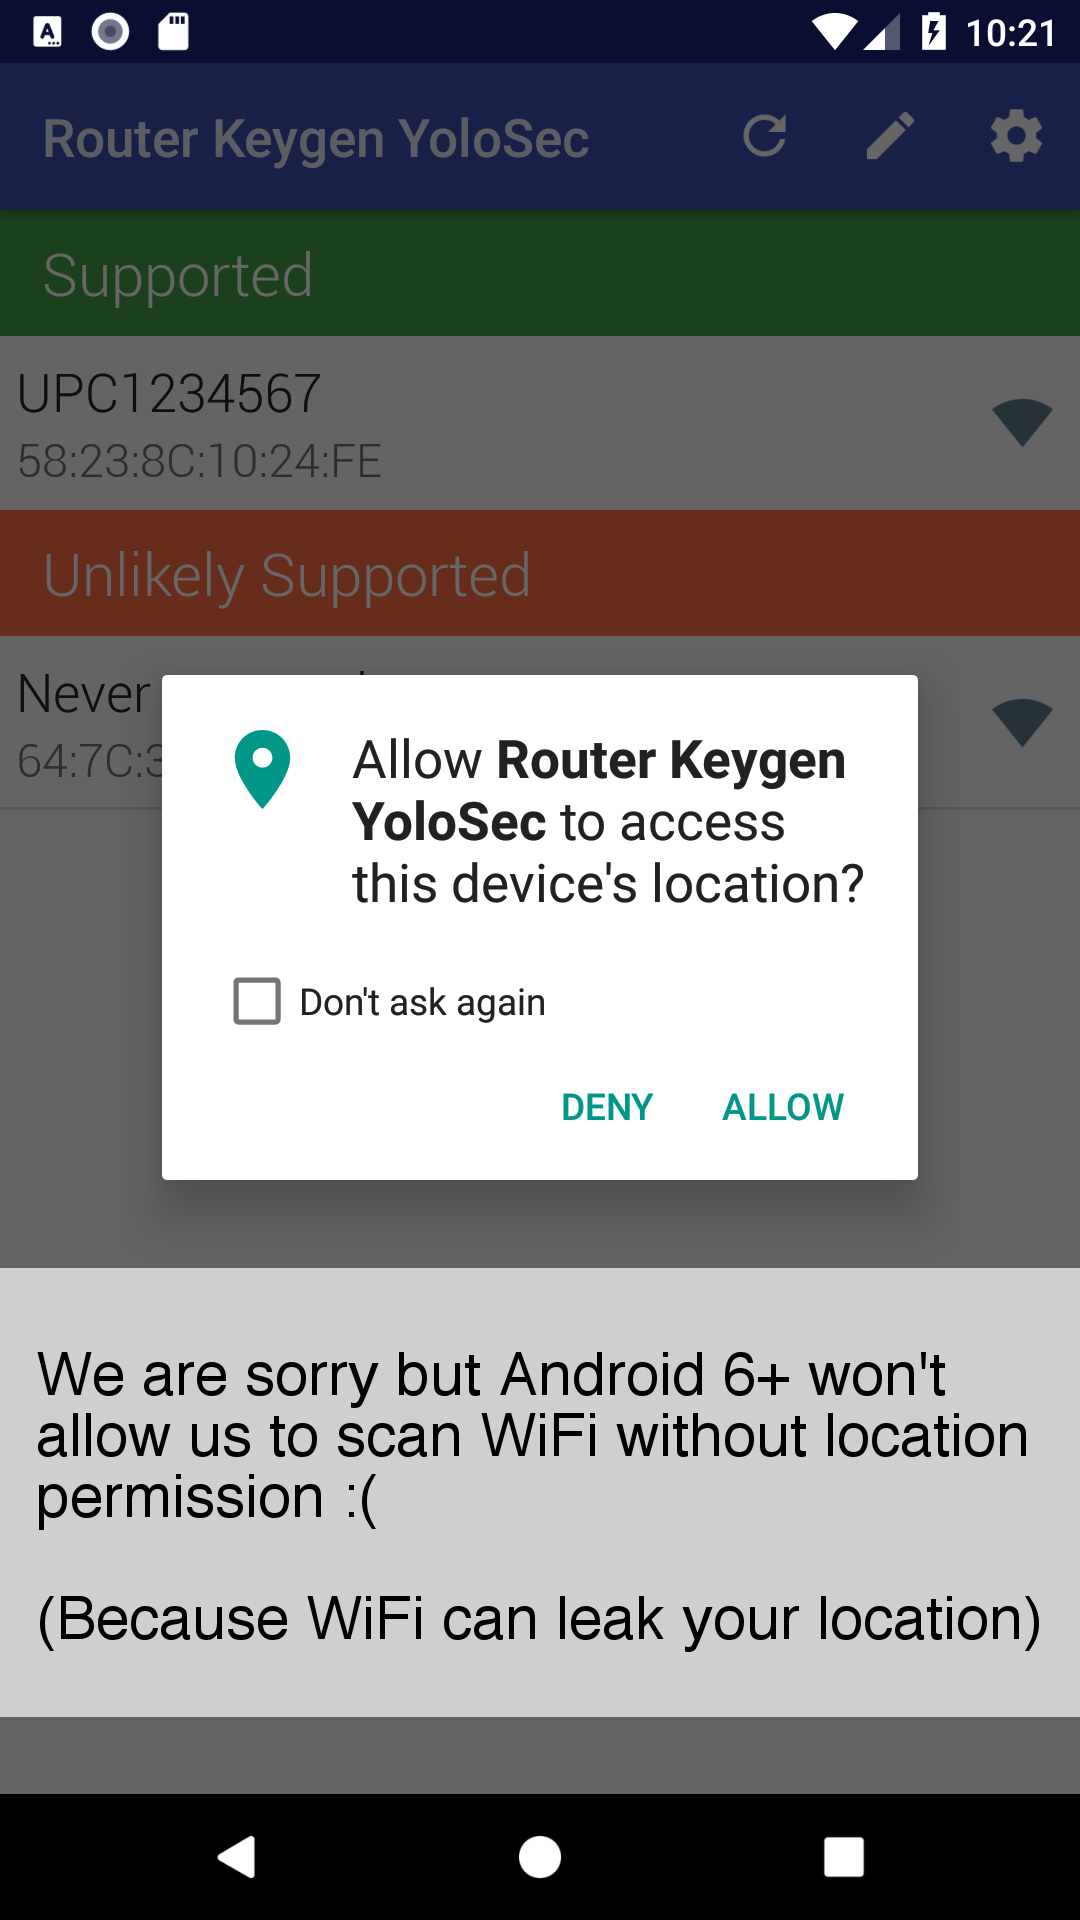 10:21
Router Keygen YoloSec
Supported
UPC1234567
58:23:8C:10:24:FE
Unlikely Supported
Never
64:7C:3
Allow Router Keygen
YoloSec to access
this device's location?
Don't ask again
DENY ALLOW
We are sorry but Android 6+ won't
allow us to scan WiFi without location
permission :(
(Because WiFi can leak your location)